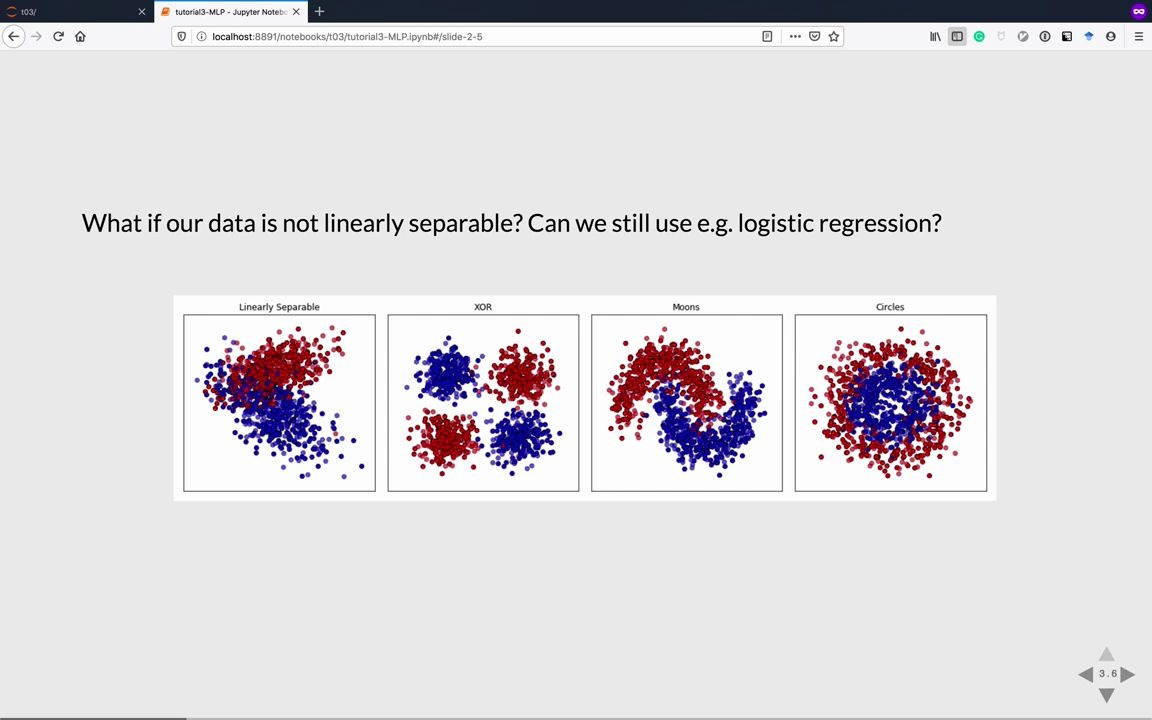 t03/
tutorial3-MLP - Jupyter Notebo
localhost:8891/notebooks/t03/tutorial3-MLP.ipynb#/slide-2-5
What if our data is not linearly separable? Can we still use e.g. logistic regression?
Linearly Separable
XOR
Moons
Circles
3.6